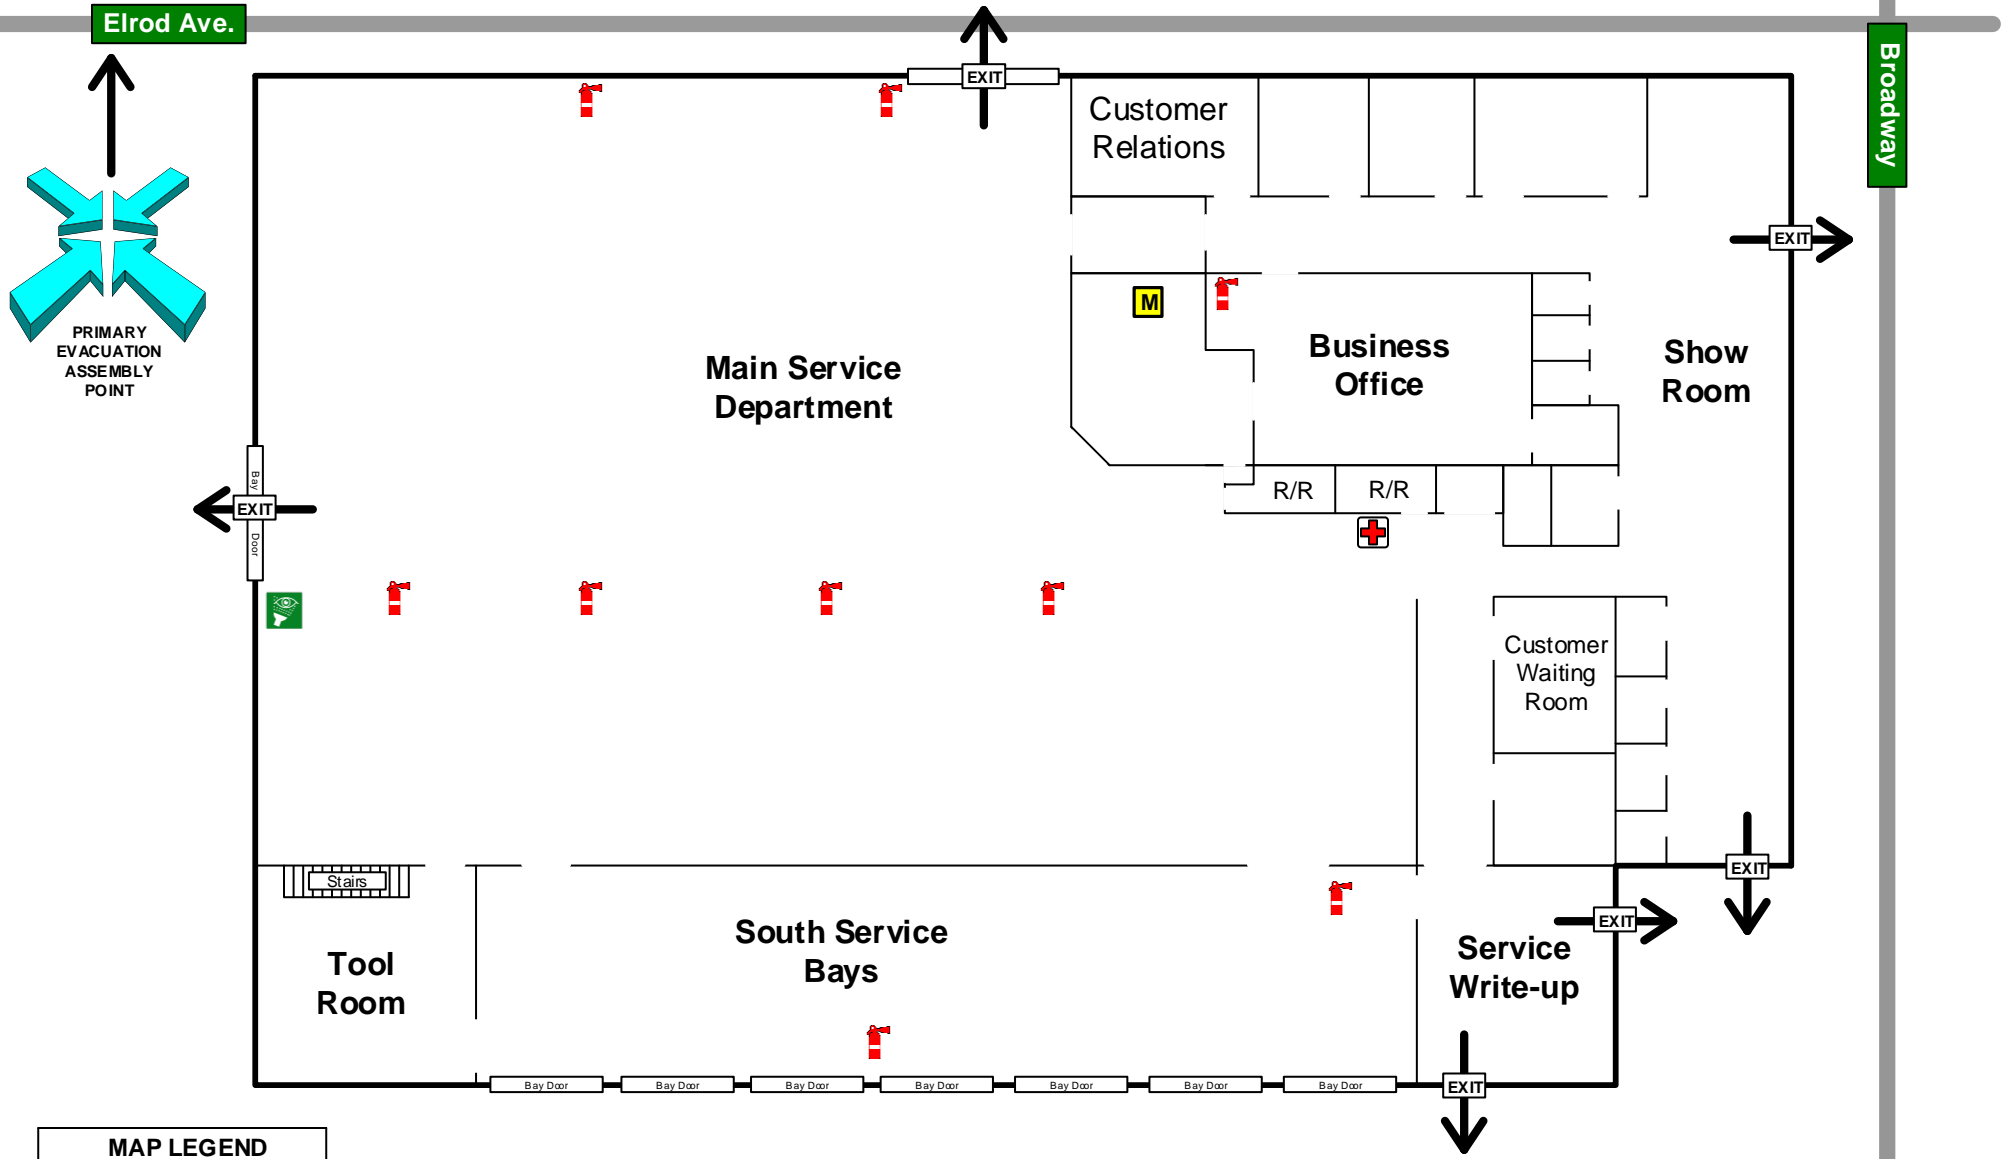 Elrod Ave.
Broadway
EXIT
Customer
Relations
EXIT
PRIMARY
EVACUATION
ASSEMBLY
POINT
M
Main Service
Department
Business
Office
Show
Room
Bay
EXIT
Door
R/R
R/R
Customer
Waiting
Room
Stairs
EXIT
EXIT
Tool
Room
South Service
Bays
Service
Write-up
Bay Door
Bay Door
Bay Door
Bay Door
Bay Door
Bay Door
Bay Door
EXIT
MAP LEGEND